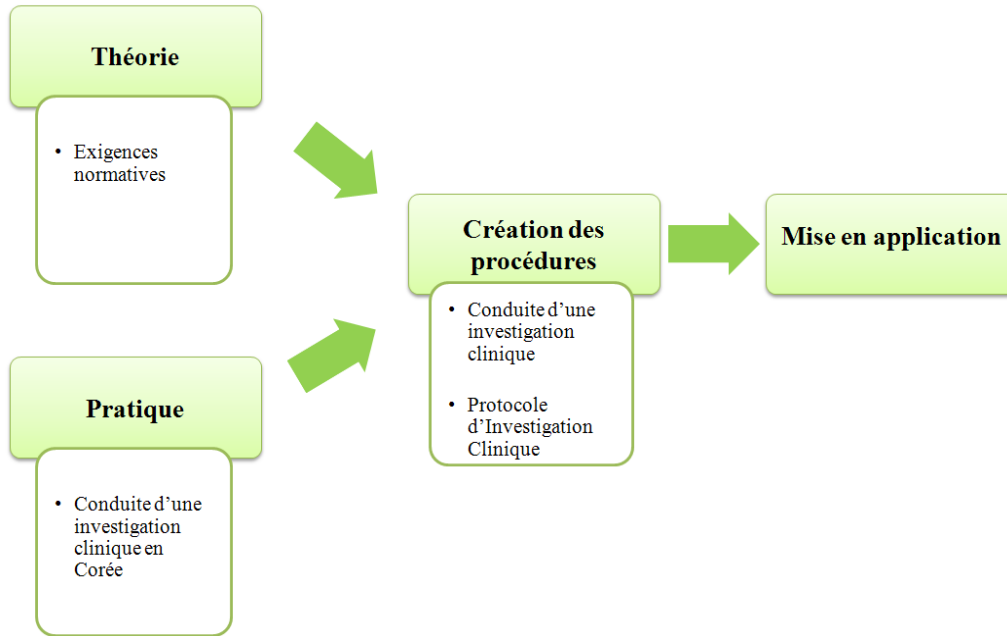 Théorie
• Exigences
normatives
Pratique
• Conduite d’une
investigation
clinique en
Corée
Création des
procédures
• Conduite d’une
investigation
clinique
• Protocole
d’Investigation
Clinique
Mise en application